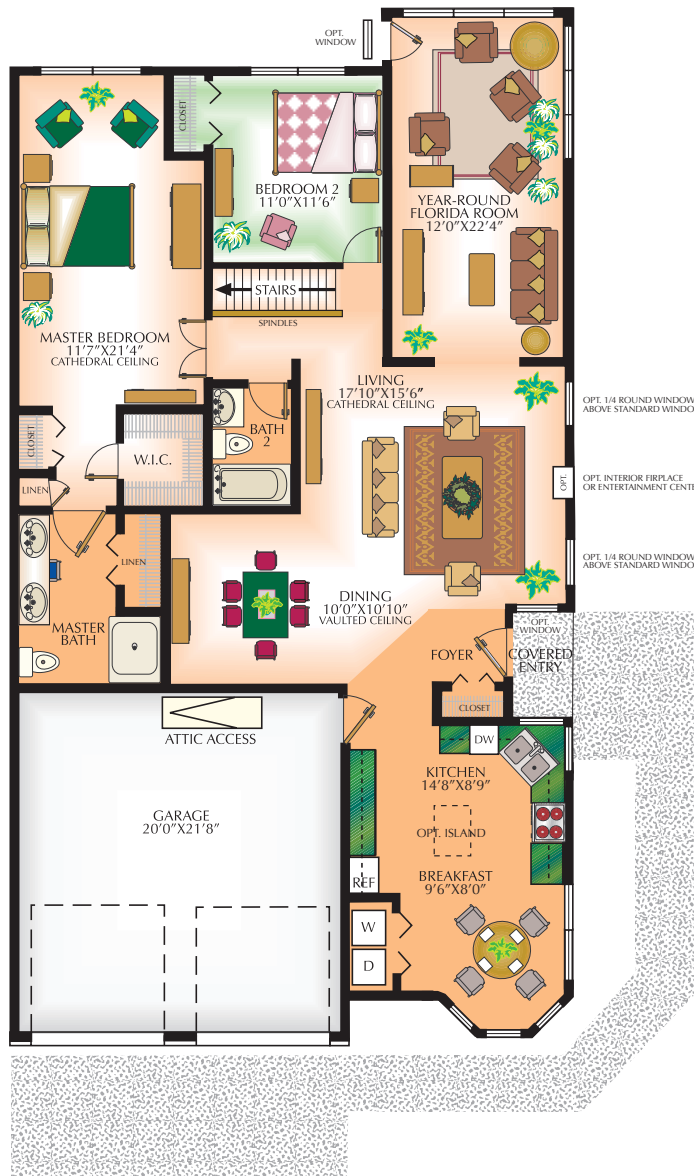 OPT.
WINDOW
CLOSET
BEDROOM 2
11'0"X11'6"
YEAR-ROUND
FLORIDA ROOM
12'0"X22'4"
STAIRS
SPINDLES
MASTER BEDROOM
11'7"X21'4"
CATHEDRAL CEILING
LIVING
17'10"X15'6"
CATHEDRAL CEILING
OPT. 1/4 ROUND WINDOW
ABOVE STANDARD WINDO
CLOSET
W.I.C.
BATH
2
LINEN
OPT.
OPT. INTERIOR FIRPLACE
OR ENTERTAINMENT CENTE
LINEN
OPT. 1/4 ROUND WINDOW
ABOVE STANDARD WINDO
MASTER
BATH
DINING
10'0"X10'10"
VAULTED CEILING
OPT.
WINDOW
FOYER
COVERED
ENTRY
CLOSET
ATTIC ACCESS
DW
KITCHEN
14'8"X8'9"
GARAGE
20'0"X21'8"
OPT. ISLAND
REF
BREAKFAST
9'6"X8'0"
W
D